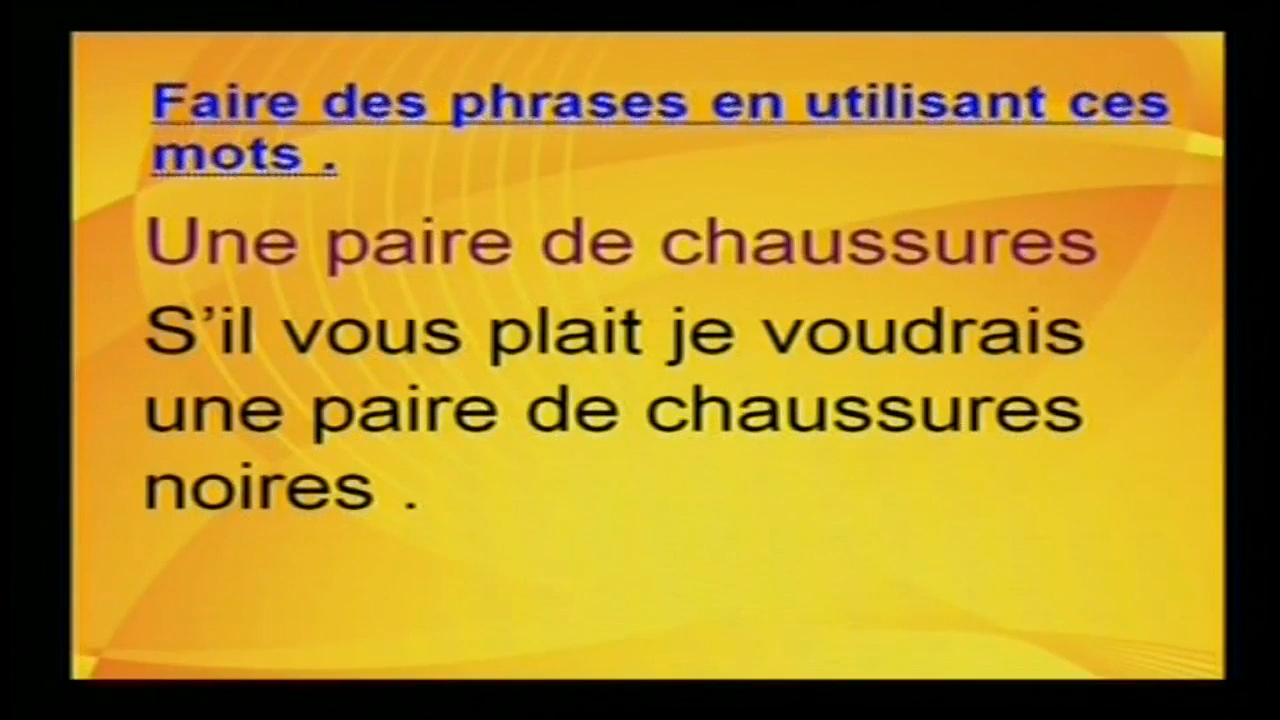 Faire des phrases en utilisant ces
mots .
Une paire de chaussures
S’il vous plait je voudrais
une paire de chaussures
noires .